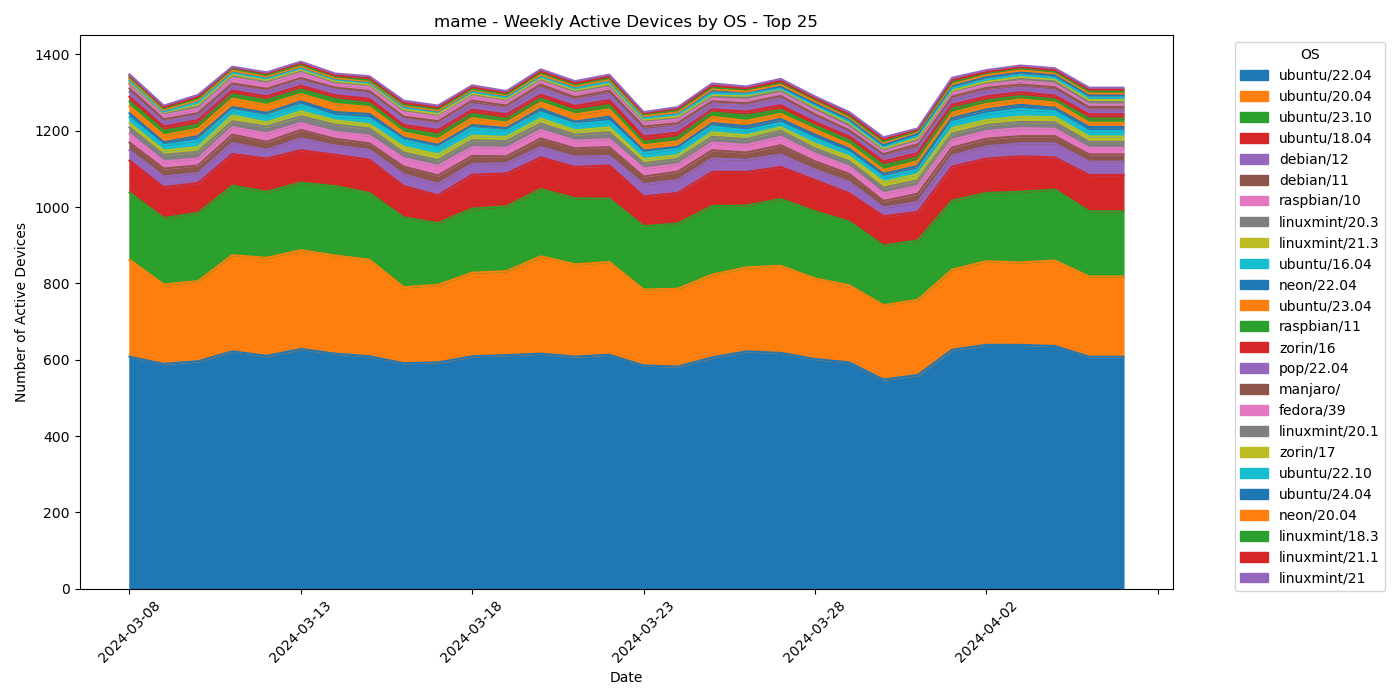 mame - Weekly Active Devices by OS - Top 25
Number of Active Devices
1400
1200
1000
800
600
400
200
0
2024-03-08
2024-03-13
2024-03-18
2024-03-23
2024-03-28
2024-04-02
Date
OS
ubuntu/22.04
ubuntu/20.04
ubuntu/23.10
ubuntu/18.04
debian/12
debian/11
raspbian/10
linuxmint/20.3
linuxmint/21.3
ubuntu/16.04
neon/22.04
ubuntu/23.04
raspbian/11
zorin/16
pop/22.04
manjaro/
fedora/39
linuxmint/20.1
zorin/17
ubuntu/22.10
ubuntu/24.04
neon/20.04
linuxmint/18.3
linuxmint/21.1
linuxmint/21